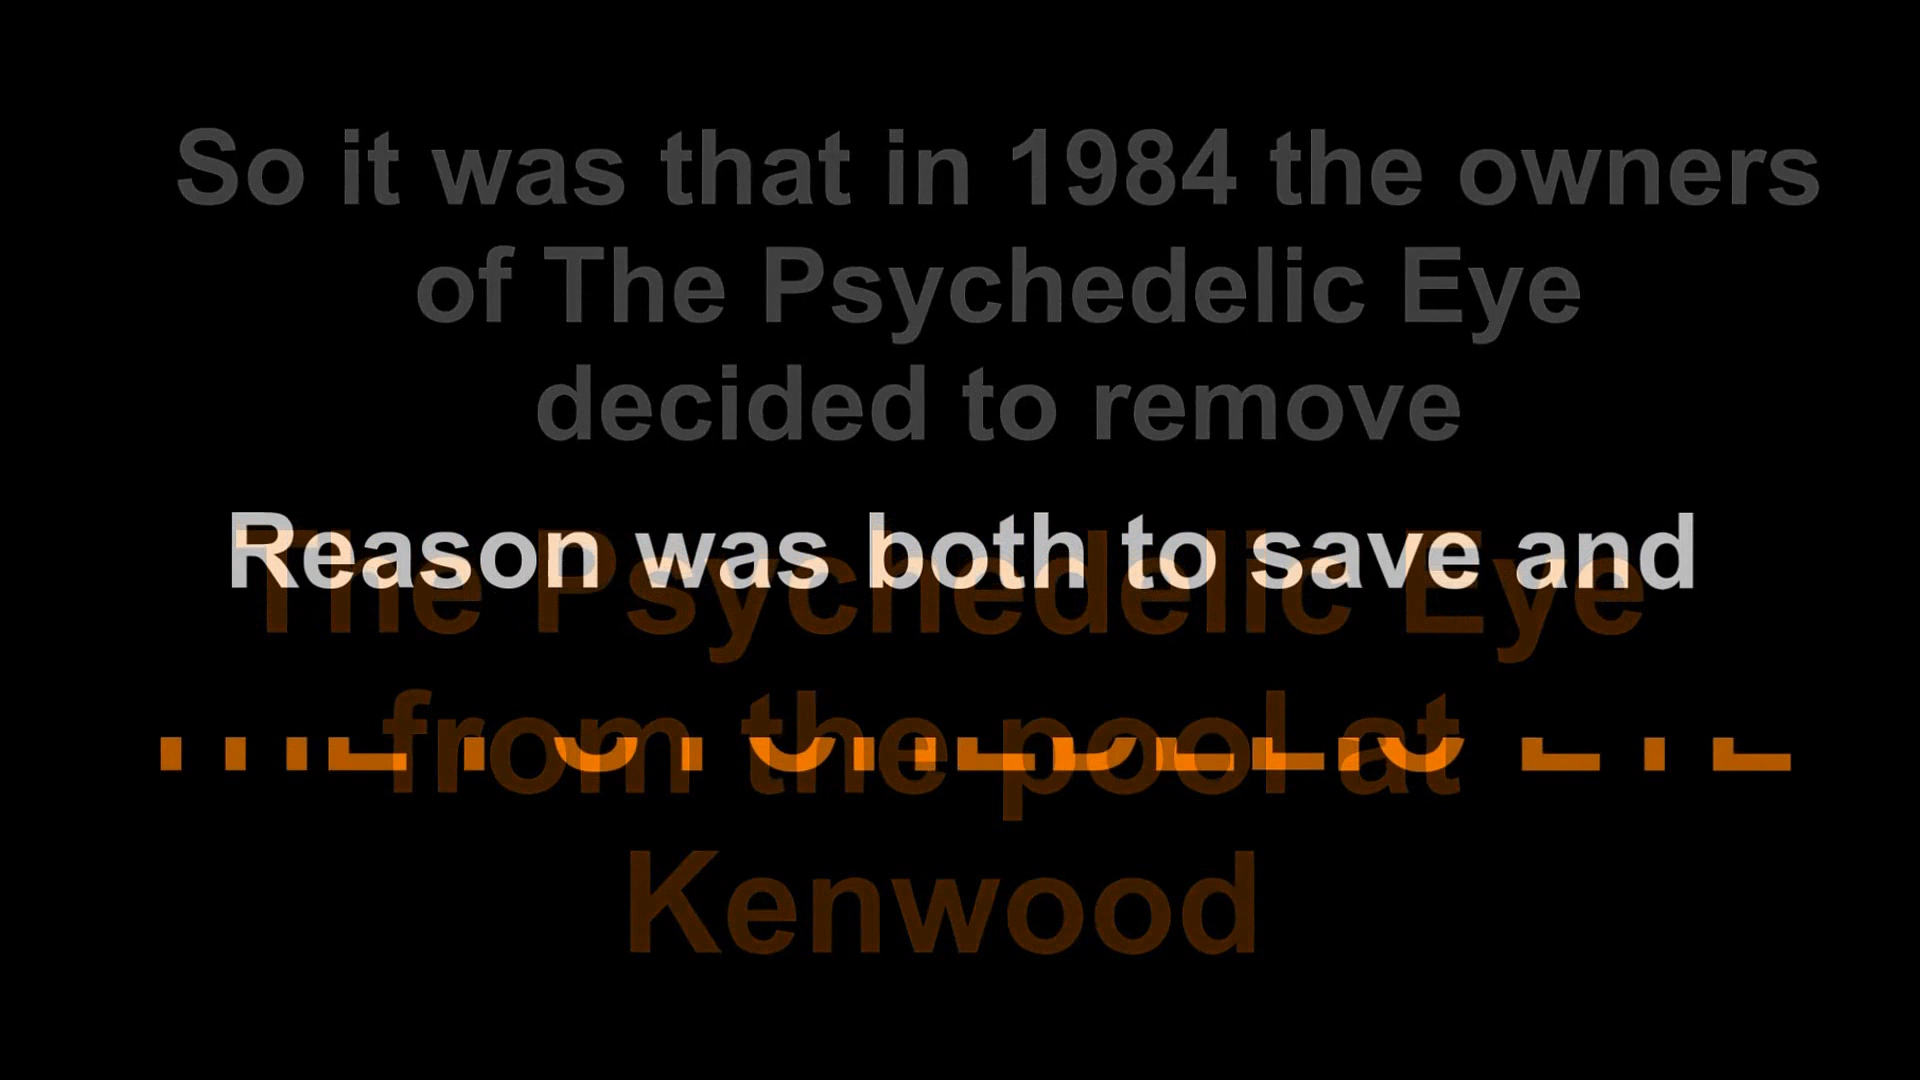 So it was that in 1984 the owners
of The Psychedelic Eye
decided to remove
Reason was both to save and
The Psychedelic Eye
from the pool at
Kenwood